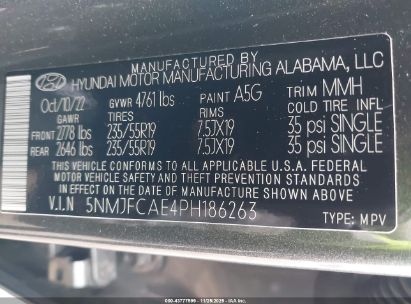 MANUFACTURED BY
HYUNDAI MOTOR MANUFACTURING ALABAMA, LLC
Oct/10/22 GVWR 4761 lbs PAINT A5G TRIM MMH
GAWR TIRES RIMS COLD TIRE INFL
FRONT 2778 lbs 235/55R19 7.5JX19 35 psi SINGLE
REAR 2646 lbs 235/55R19 7.5JX19 35 psi SINGLE
THIS VEHICLE CONFORMS TO ALL APPLICABLE U.S.A. FEDERAL
MOTOR VEHICLE SAFETY, BUMPER, AND THEFT PREVENTION
STANDARDS IN EFFECT ON THE DATE OF MANUFACTURE SHOWN ABOVE.
V.I.N 5NMJFCAE4PH186263
TYPE: MPV